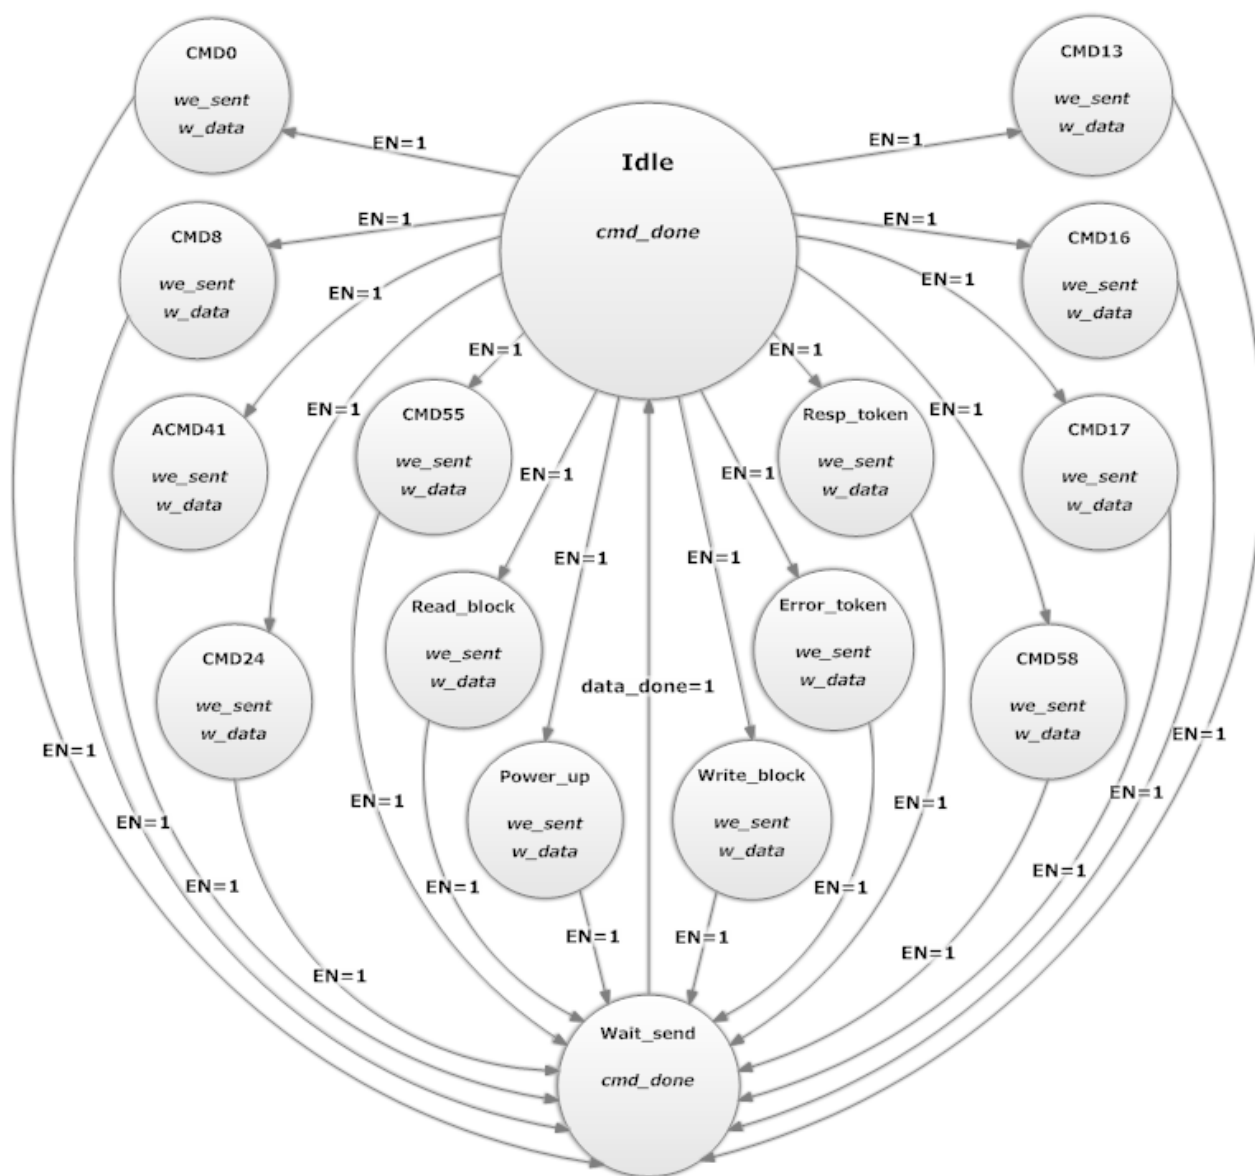 CMD0
we_sent
w_data
CMD13
we_sent
w_data
EN=1
Idle
cmd_done
EN=1
CMD8
we_sent
w_data
EN=1
EN=1
CMD16
we_sent
w_data
EN=1
EN=1
ACMD41
we_sent
w_data
EN=1
EN=1
CMD55
we_sent
w_data
EN=1
Resp_token
we_sent
w_data
EN=1
CMD17
we_sent
w_data
EN=1
EN=1
EN=1
EN=1
CMD24
we_sent
w_data
Read_block
we_sent
w_data
data_done=1
Error_token
we_sent
w_data
CMD58
we_sent
w_data
EN=1
Power_up
we_sent
w_data
Write_block
we_sent
w_data
EN=1
EN=1
EN=1
EN=1
EN=1
EN=1
EN=1
EN=1
EN=1
EN=1
EN=1
EN=1
EN=1
Wait_send
cmd_done